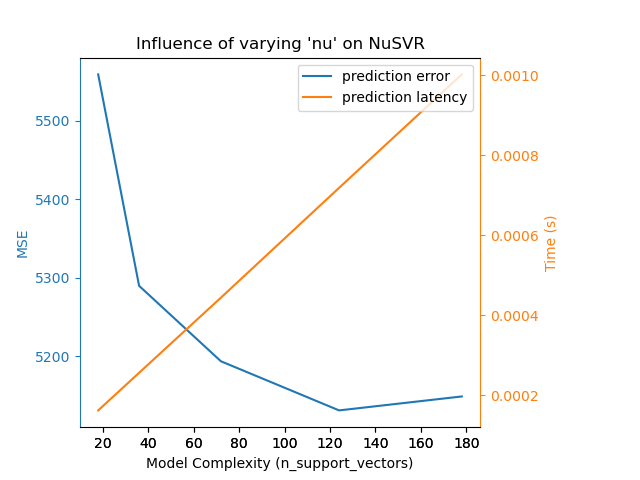 Influence of varying 'nu' on NuSVR
prediction error
prediction latency
5500
5400
5300
5200
MSE
0.0010
0.0008
0.0006
0.0004
0.0002
Time (s)
20 40 60 80 100 120 140 160 180
Model Complexity (n_support_vectors)